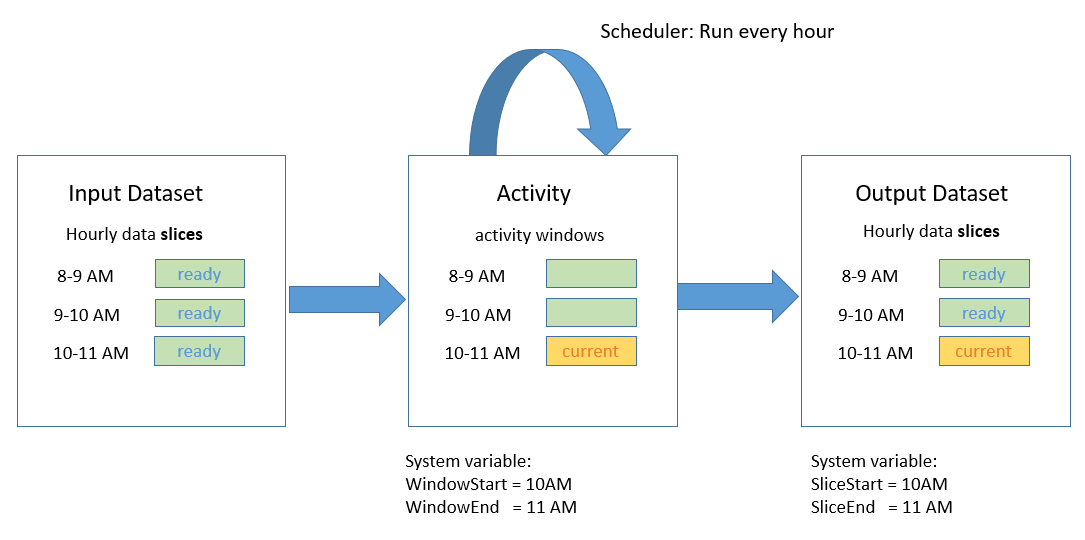 Scheduler: Run every hour
Input Dataset
Hourly data slices
8-9 AM ready
9-10 AM ready
10-11 AM ready
Activity
activity windows
8-9 AM
9-10 AM
10-11 AM current
System variable:
WindowStart = 10AM
WindowEnd = 11 AM
Output Dataset
Hourly data slices
8-9 AM ready
9-10 AM ready
10-11 AM current
System variable:
SliceStart = 10AM
SliceEnd = 11 AM